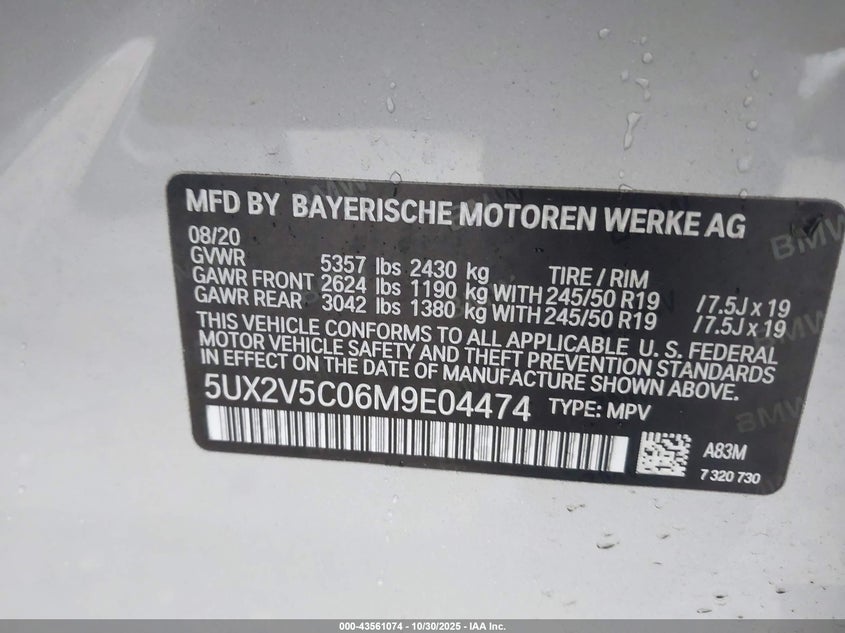 MFD BY BAYERISCHE MOTOREN WERKE AG
08/20
GVWR 5357 lbs 2430 kg TIRE / RIM
GAWR FRONT 2624 lbs 1190 kg WITH 245/50 R19 / 7.5J x 19
GAWR REAR 3042 lbs 1380 kg WITH 245/50 R19 / 7.5J x 19
THIS VEHICLE CONFORMS TO ALL APPLICABLE U. S. FEDERAL
MOTOR VEHICLE SAFETY AND THEFT PREVENTION STANDARDS
IN EFFECT ON THE DATE OF MANUFACTURE SHOWN ABOVE.
5UX2V5C06M9E04474 TYPE: MPV
A83M
7 320 730
BMW
BMW
000-43561074 | 10/30/2025 - IAA Inc.